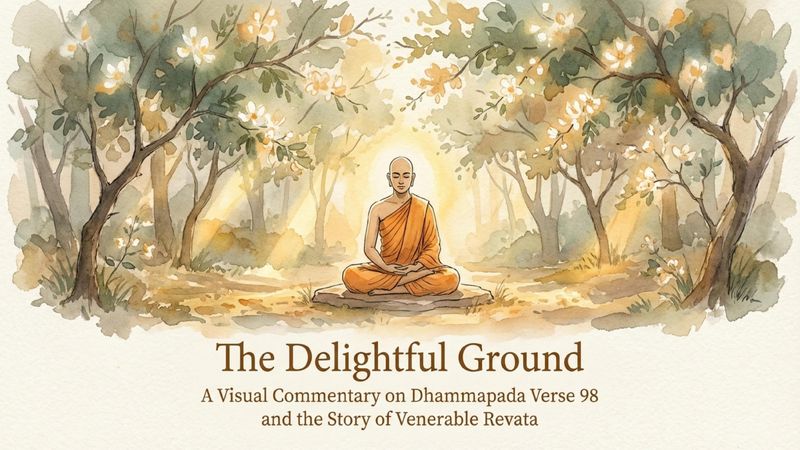 The Delightful Ground
A Visual Commentary on Dhammapada Verse 98
and the Story of Venerable Revata